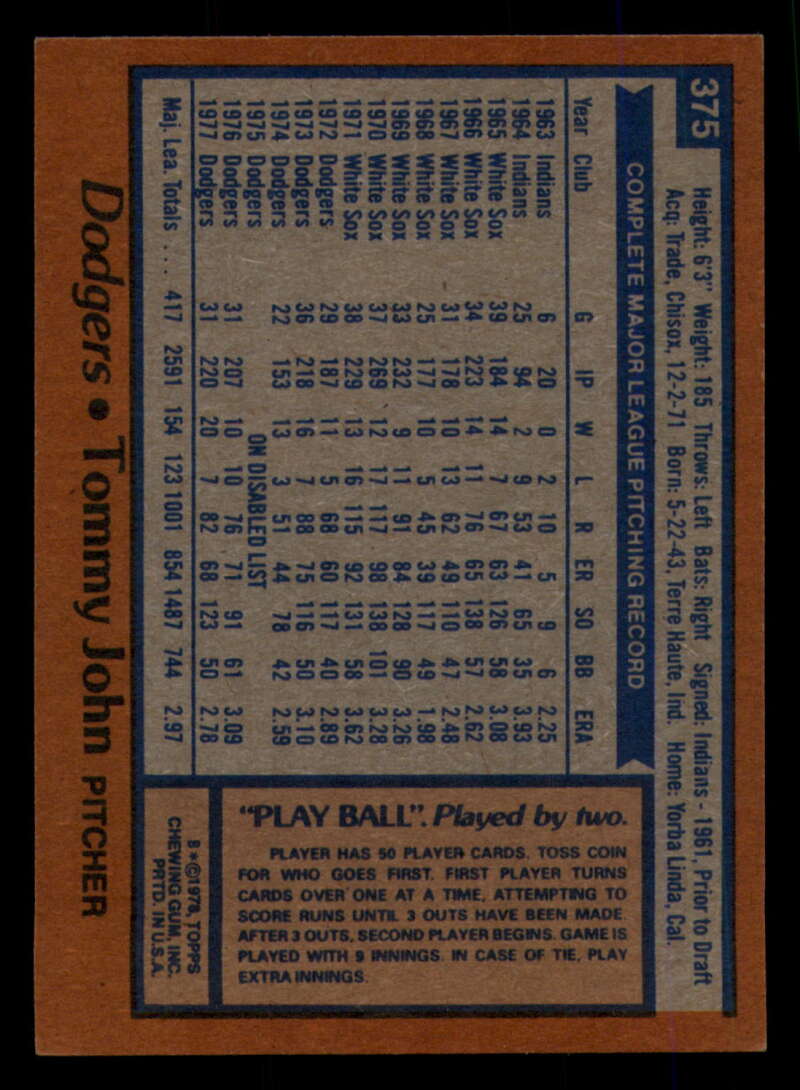 375
Height: 6'3" Weight: 185 Throws: Left Bats: Right Signed: Indians - 1961, Prior to Draft
Acq: Trade, Chisox, 12-2-71 Born: 5-22-43, Terre Haute, Ind. Home: Yorba Linda, Cal.
COMPLETE MAJOR LEAGUE PITCHING RECORD
Year Club G IP W L R ER SO BB ERA
1963 Indians 6 20 0 2 10 5 9 6 2.25
1964 Indians 25 94 2 9 53 41 65 35 3.93
1965 White Sox 39 184 14 7 67 63 126 58 3.08
1966 White Sox 34 223 14 11 76 65 138 57 2.62
1967 White Sox 31 178 10 13 62 49 110 47 2.48
1968 White Sox 25 177 10 5 45 39 117 49 1.98
1969 White Sox 33 232 9 11 91 84 128 90 3.26
1970 White Sox 37 269 12 17 117 98 138 101 3.28
1971 White Sox 38 229 13 16 115 92 131 58 3.62
1972 Dodgers 29 187 11 5 68 60 117 40 2.89
1973 Dodgers 36 218 16 7 88 75 116 50 3.10
1974 Dodgers 22 153 13 3 51 44 78 42 2.59
1975 Dodgers ON DISABLED LIST
1976 Dodgers 31 207 10 10 76 71 91 61 3.09
1977 Dodgers 31 220 20 7 82 68 123 50 2.78
Maj. Lea. Totals .... 417 2591 154 123 1001 854 1487 744 2.97
Dodgers • Tommy John PITCHER
"PLAY BALL". Played by two.
PLAYER HAS 50 PLAYER CARDS. TOSS COIN
FOR WHO GOES FIRST. FIRST PLAYER TURNS
CARDS OVER ONE AT A TIME, ATTEMPTING TO
SCORE RUNS UNTIL 3 OUTS HAVE BEEN MADE.
AFTER 3 OUTS, SECOND PLAYER BEGINS. GAME IS
PLAYED WITH 9 INNINGS. IN CASE OF TIE, PLAY
EXTRA INNINGS.
B*©1978, TOPPS
CHEWING GUM, INC.
PRTD. IN U.S.A.